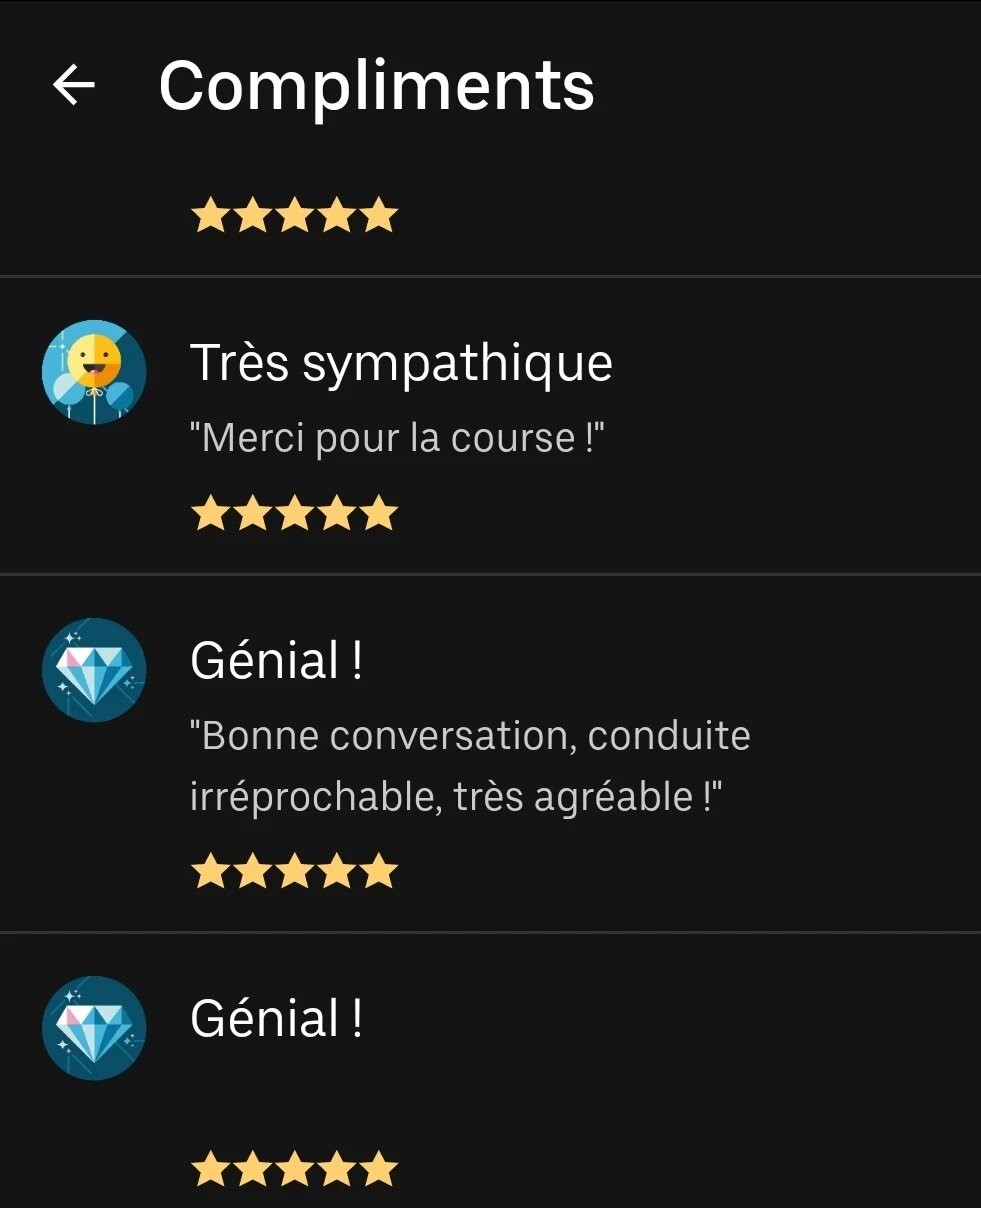 Compliments
Très sympathique
"Merci pour la course !"
Génial !
"Bonne conversation, conduite
irréprochable, très agréable !"
Génial !